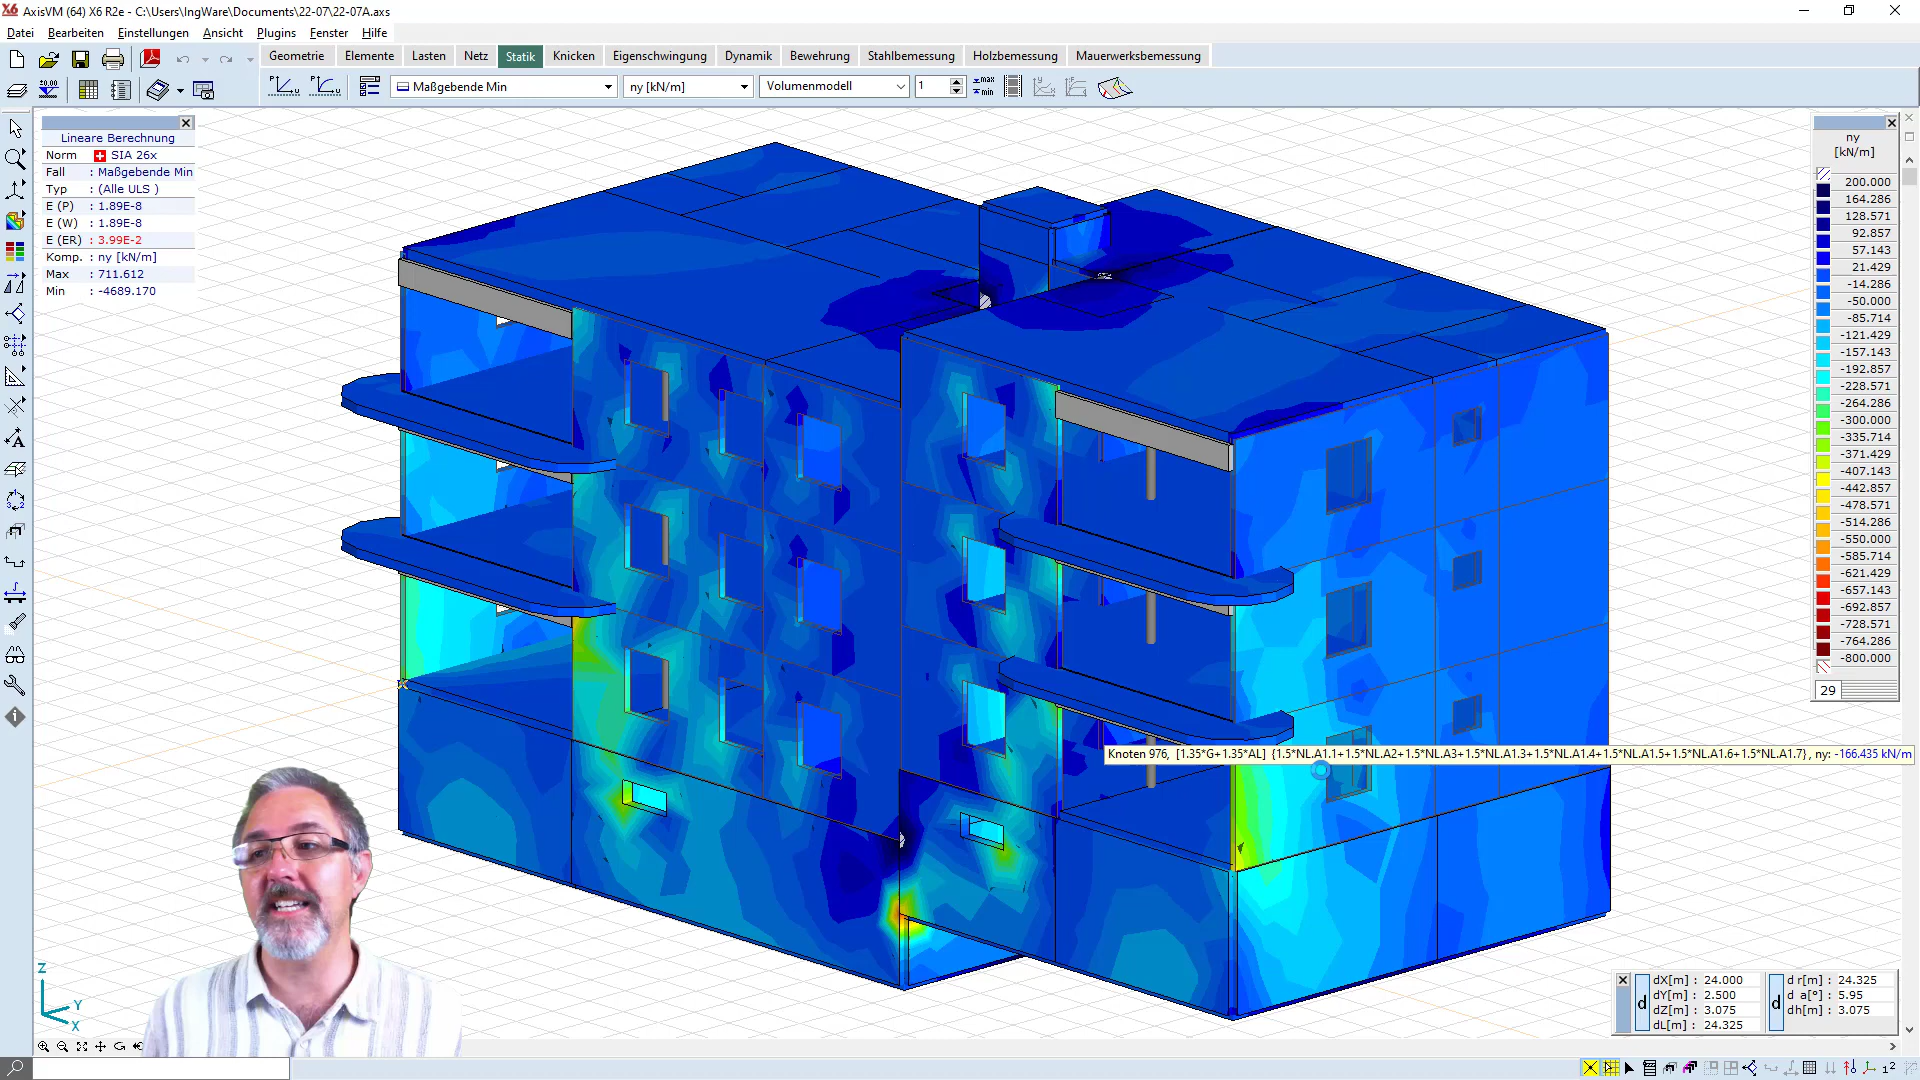 AxisVM (64) X6 R2e - C:\Users\IngWare\Documents\22-07\22-07A.axs
Datei Bearbeiten Einstellungen Ansicht Plugins Fenster Hilfe
Geometrie Elemente Lasten Netz Statik Knicken Eigenschwingung Dynamik Bewehrung Stahlbemessung Holzbemessung Mauerwerksbemessung
Maßgebende Min ny [kN/m] Volumenmodell 1
Lineare Berechnung
Norm SIA 26x
Fall : Maßgebende Min
Typ : (Alle ULS )
E (P) : 1.89E-8
E (W) : 1.89E-8
E (ER) : 3.99E-2
Komp. : ny [kN/m]
Max : 711.612
Min : -4689.170
ny
[kN/m]
200.000
164.286
128.571
92.857
57.143
21.429
-14.286
-50.000
-85.714
-121.429
-157.143
-192.857
-228.571
-264.286
-300.000
-335.714
-371.429
-407.143
-442.857
-478.571
-514.286
-550.000
-585.714
-621.429
-657.143
-692.857
-728.571
-764.286
-800.000
29
Knoten 976, [1.35*G+1.35*AL] {1.5*NL.A1.1+1.5*NL.A2+1.5*NL.A3+1.5*NL.A1.3+1.5*NL.A1.4+1.5*NL.A1.5+1.5*NL.A1.6+1.5*NL.A1.7}, ny: -166.435 kN/m
Z
Y
X
d
dX[m] : 24.000
dY[m] : 2.500
dZ[m] : 3.075
dL[m] : 24.325
d
d r[m] : 24.325
d a[°] : 5.95
dh[m] : 3.075